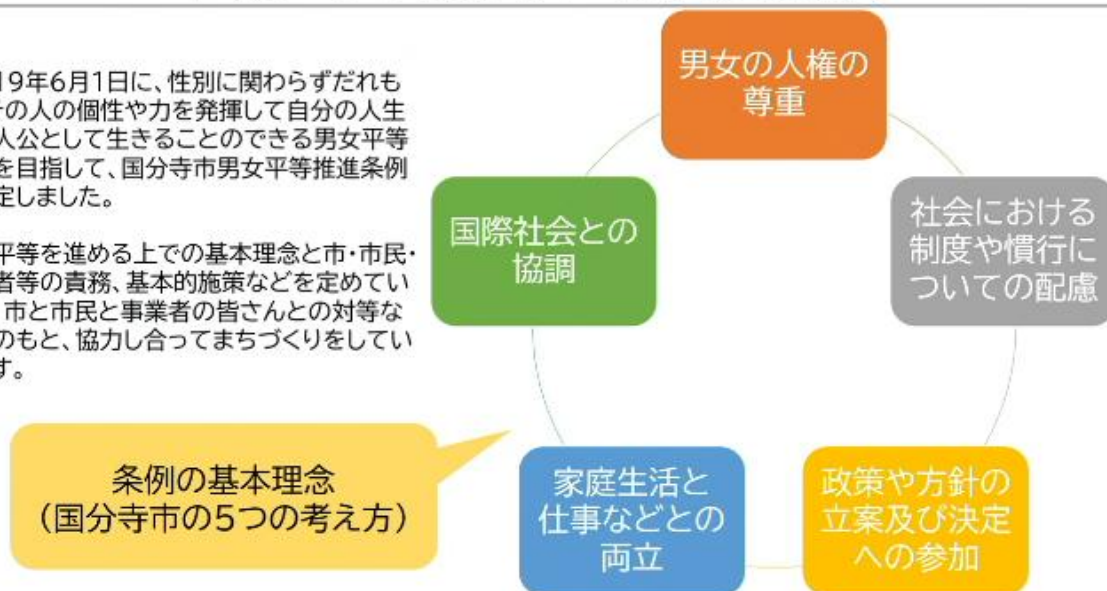 19年6月1日に、性別に関わらずだれも
の人の個性や力を発揮して自分の人生
人公として生きることのできる男女平等
を目指して、国分寺市男女平等推進条例
定しました。
平等を進める上での基本理念と市・市民・
者等の責務、基本的施策などを定めてい
市と市民と事業者の皆さんとの対等な
のもと、協力し合ってまちづくりをしてい
す。
条例の基本理念
（国分寺市の5つの考え方）
男女の人権の
尊重
社会における
制度や慣行に
ついての配慮
政策や方針の
立案及び決定
への参加
家庭生活と
仕事などとの
両立
国際社会との
協調